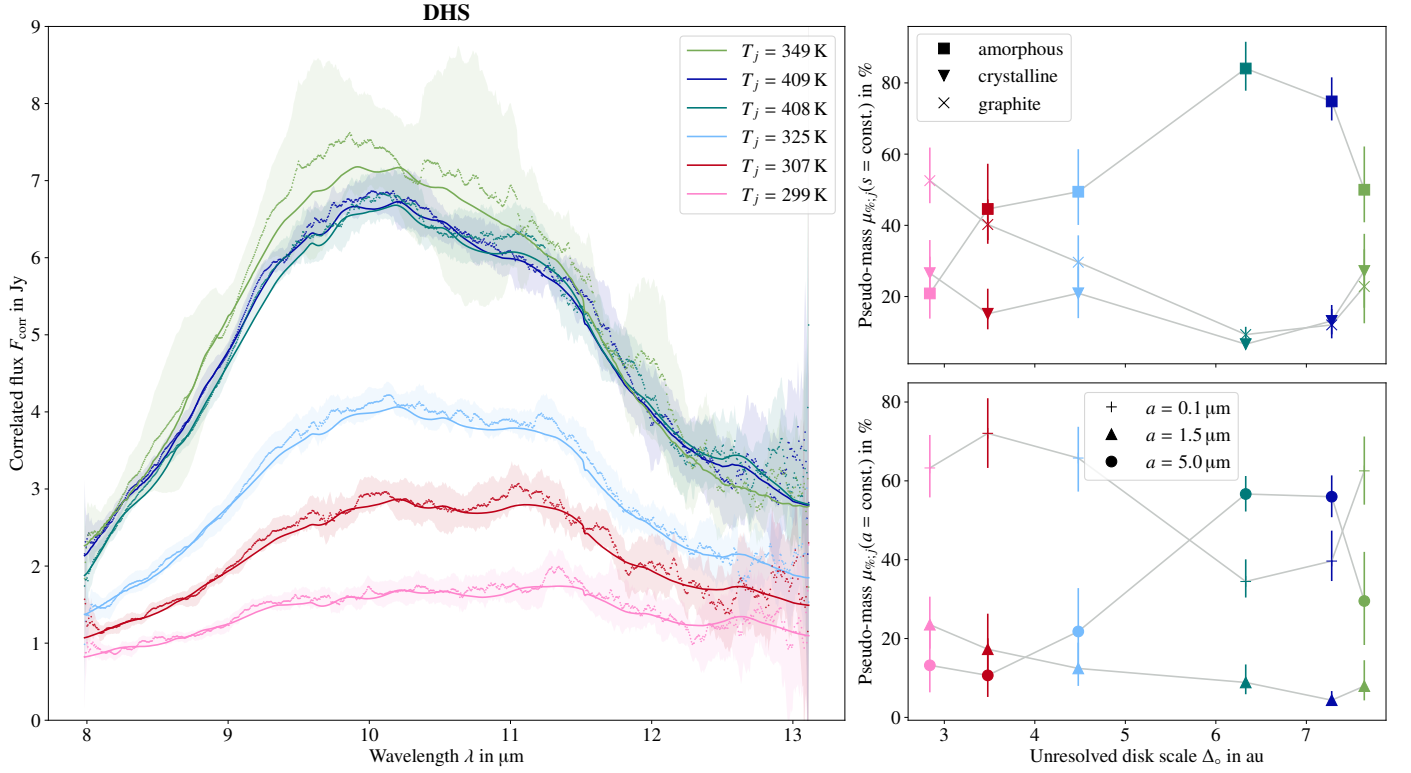 DHS
Correlated flux F_corr in Jy
9
8
7
6
5
4
3
2
1
0
8
9
10
11
12
13
Wavelength λ in μm
T_j = 349 K
T_j = 409 K
T_j = 408 K
T_j = 325 K
T_j = 307 K
T_j = 299 K
Pseudo-mass μ_%;j(s = const.) in %
80
60
40
20
amorphous
crystalline
graphite
Pseudo-mass μ_%;j(a = const.) in %
80
60
40
20
0
a = 0.1 μm
a = 1.5 μm
a = 5.0 μm
3
4
5
6
7
Unresolved disk scale Δ_o in au